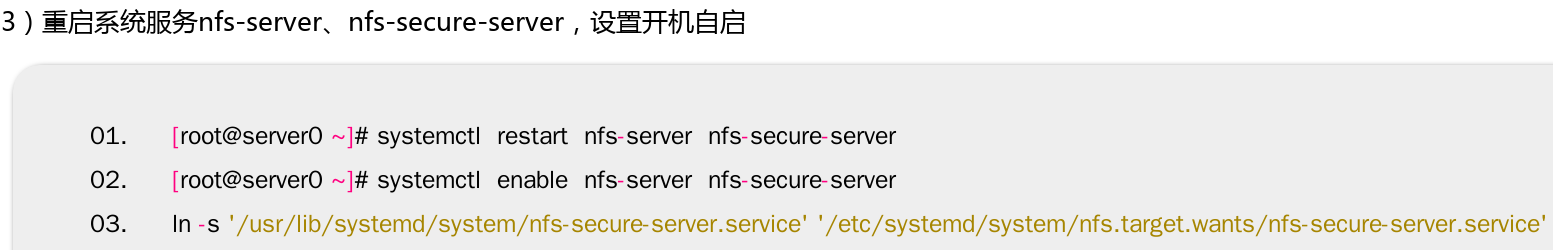 3）重启系统服务nfs-server、nfs-secure-server，设置开机自启
01. [root@server0 ~]# systemctl restart nfs-server nfs-secure-server
02. [root@server0 ~]# systemctl enable nfs-server nfs-secure-server
03. ln -s '/usr/lib/systemd/system/nfs-secure-server.service' '/etc/systemd/system/nfs.target.wants/nfs-secure-server.service'